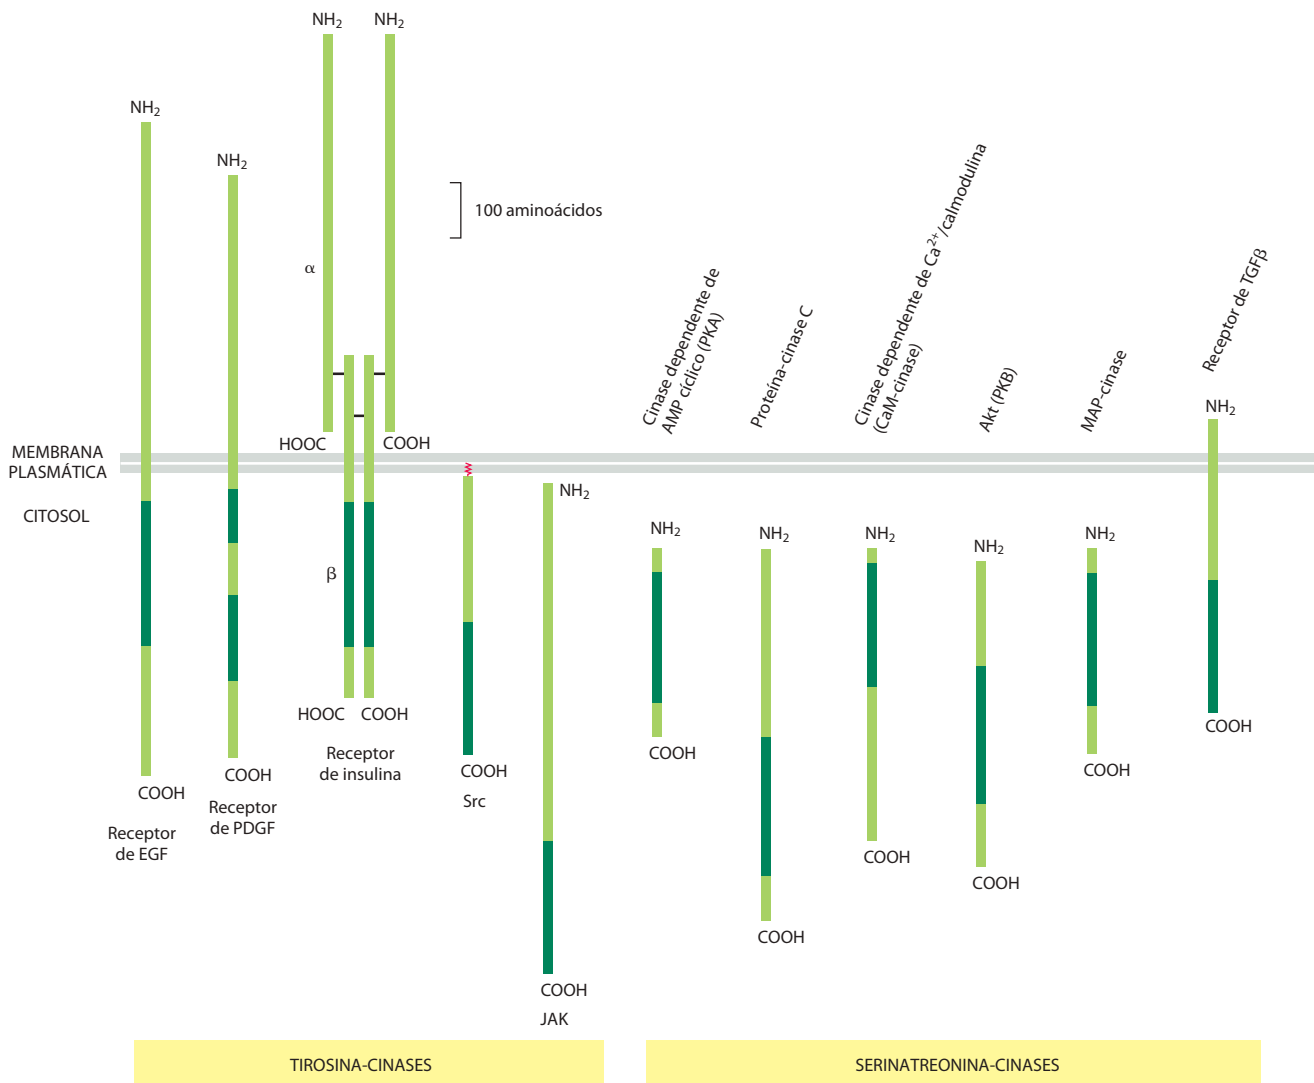 NH₂ NH₂
NH₂
NH₂
100 aminoácidos
α
Cinase dependente de
AMP cíclico (PKA)
Proteína-cinase C
Cinase dependente de Ca²⁺/calmodulina
(CaM-cinase)
Akt (PKB)
MAP-cinase
Receptor de TGFβ
NH₂
HOOC COOH
MEMBRANA
PLASMÁTICA
CITOSOL
NH₂
NH₂ NH₂ NH₂ NH₂ NH₂
β
HOOC COOH
Receptor
de insulina
COOH
Receptor
de EGF
COOH
Receptor
de PDGF
COOH
Src
COOH
JAK
COOH
COOH
COOH
COOH
COOH
COOH
TIROSINA-CINASES
SERINATREONINA-CINASES